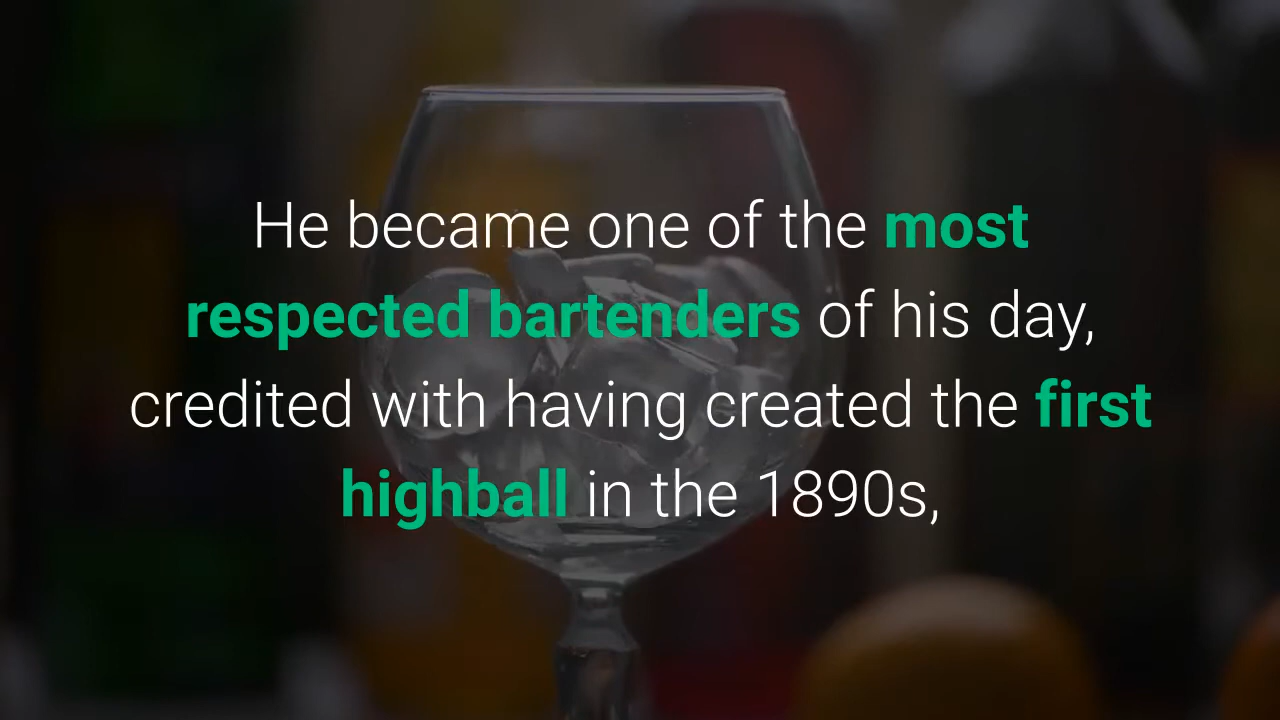 He became one of the most
respected bartenders of his day,
credited with having created the first
highball in the 1890s,